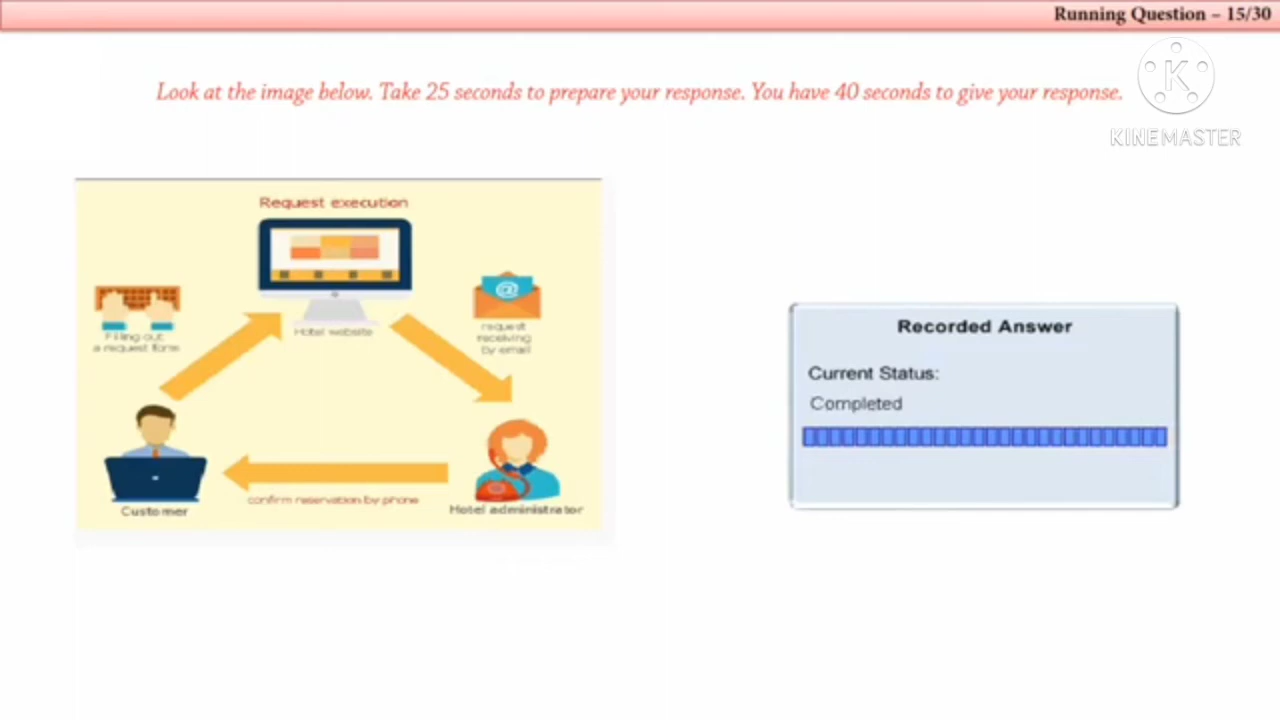 Running Question – 15/30
Look at the image below. Take 25 seconds to prepare your response. You have 40 seconds to give your response.
K
KINEMASTER
Request execution
@
Filling out
a request form
Hotel website
request
receiving
by email
confirm reservation by phone
Customer
Hotel administrator
Recorded Answer
Current Status:
Completed